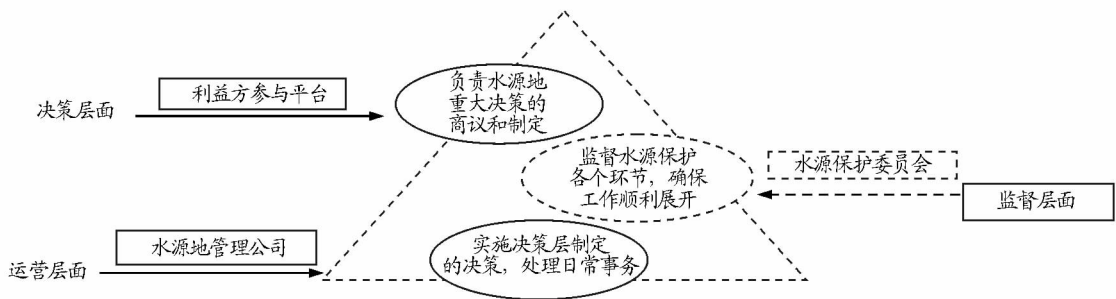 决策层面
利益方参与平台
负责水源地
重大决策的
商议和制定
监督水源保护
各个环节，确保
工作顺利展开
水源保护委员会
监督层面
运营层面
水源地管理公司
实施决策层制定
的决策，处理日常事务